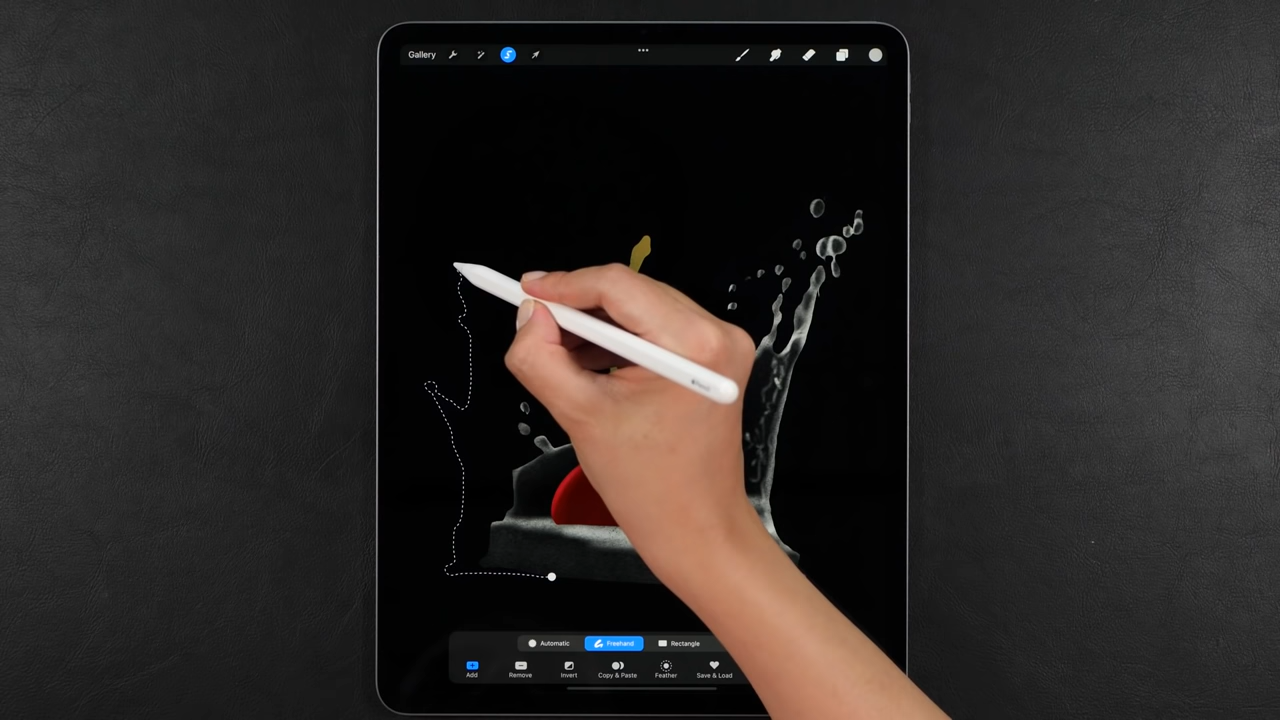 Gallery
Automatic Freehand Rectangle
Add Remove Invert Copy & Paste Feather Save & Load